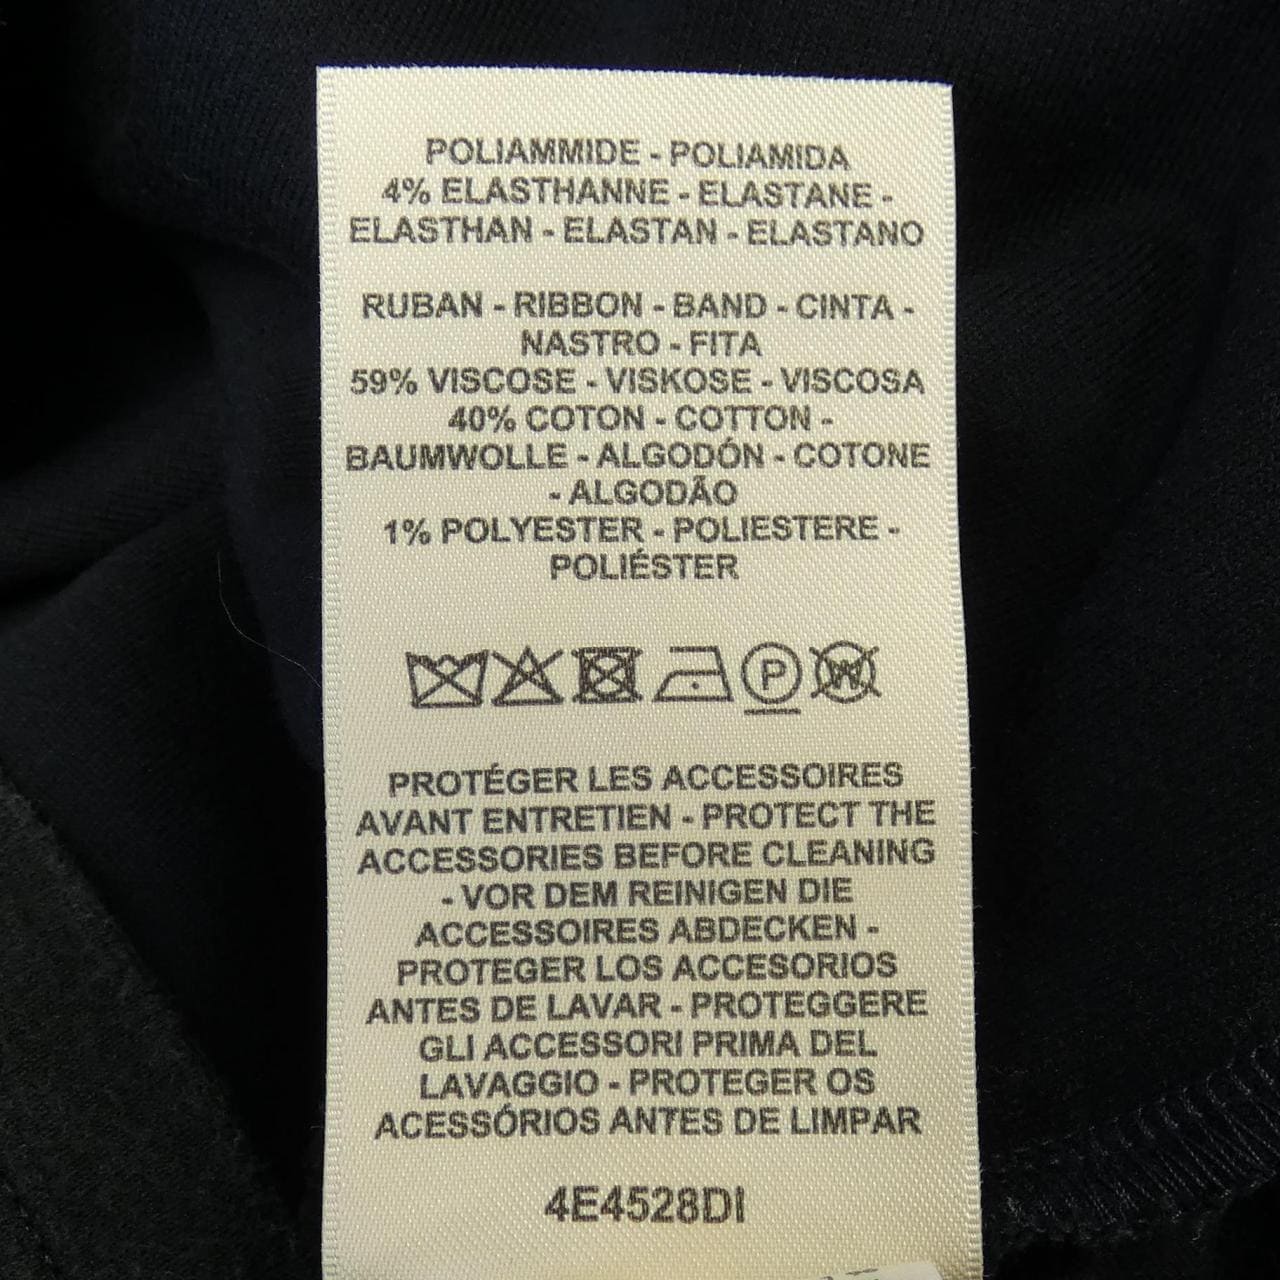 POLIAMMIDE - POLIAMIDA
4% ELASTHANNE - ELASTANE -
ELASTHAN - ELASTAN - ELASTANO
RUBAN - RIBBON - BAND - CINTA -
NASTRO - FITA
59% VISCOSE - VISKOSE - VISCOSA
40% COTON - COTTON -
BAUMWOLLE - ALGODÓN - COTONE
- ALGODÃO
1% POLYESTER - POLIESTERE -
POLIÉSTER
P W
PROTÉGER LES ACCESSOIRES
AVANT ENTRETIEN - PROTECT THE
ACCESSORIES BEFORE CLEANING
- VOR DEM REINIGEN DIE
ACCESSOIRES ABDECKEN -
PROTEGER LOS ACCESORIOS
ANTES DE LAVAR - PROTEGGERE
GLI ACCESSORI PRIMA DEL
LAVAGGIO - PROTEGER OS
ACESSÓRIOS ANTES DE LIMPAR
4E4528DI